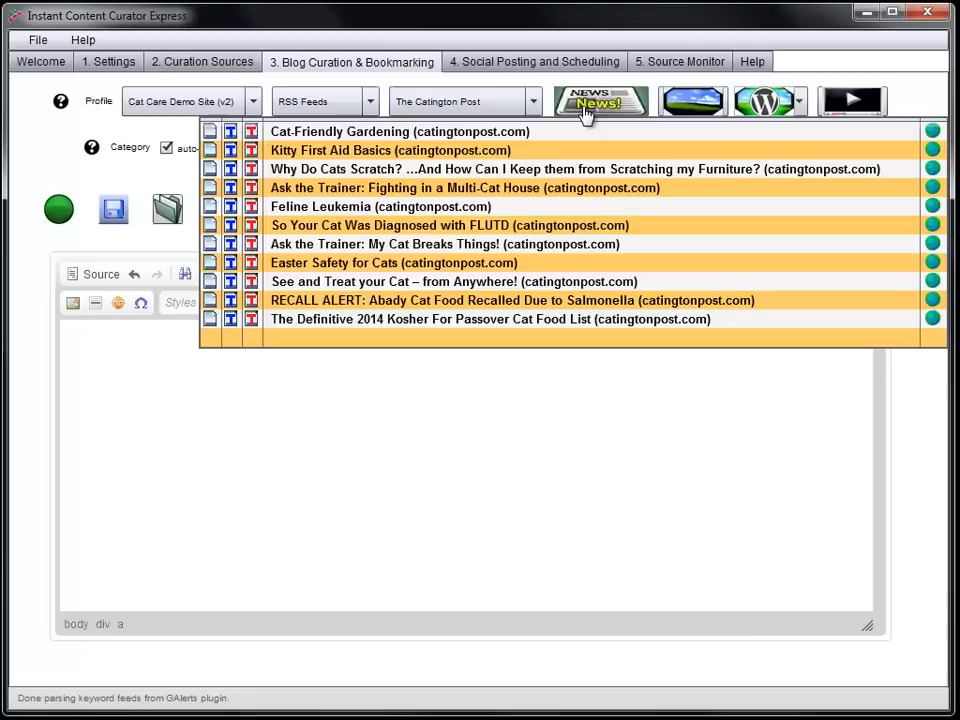 Instant Content Curator Express
File Help
Welcome 1. Settings 2. Curation Sources 3. Blog Curation & Bookmarking 4. Social Posting and Scheduling 5. Source Monitor Help
Profile Cat Care Demo Site (v2) RSS Feeds The Catington Post NEWS News!
Category auto-
Cat-Friendly Gardening (catingtonpost.com)
Kitty First Aid Basics (catingtonpost.com)
Why Do Cats Scratch? ...And How Can I Keep them from Scratching my Furniture? (catingtonpost.com)
Ask the Trainer: Fighting in a Multi-Cat House (catingtonpost.com)
Feline Leukemia (catingtonpost.com)
So Your Cat Was Diagnosed with FLUTD (catingtonpost.com)
Ask the Trainer: My Cat Breaks Things! (catingtonpost.com)
Easter Safety for Cats (catingtonpost.com)
See and Treat your Cat – from Anywhere! (catingtonpost.com)
RECALL ALERT: Abady Cat Food Recalled Due to Salmonella (catingtonpost.com)
The Definitive 2014 Kosher For Passover Cat Food List (catingtonpost.com)
Source
Styles
body div a
Done parsing keyword feeds from GAlerts plugin.